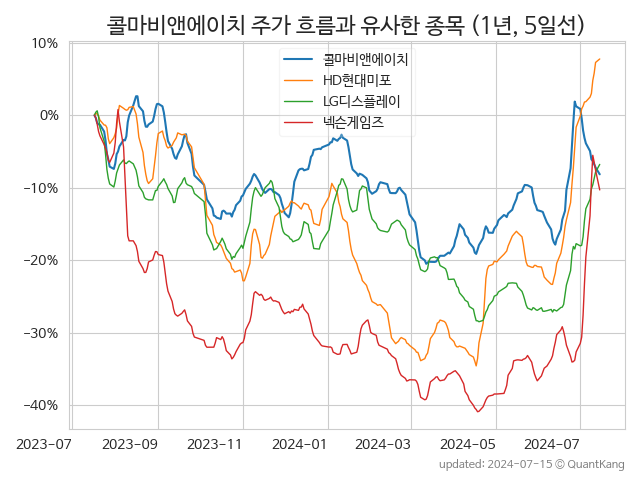 콜마비앤에이치 주가 흐름과 유사한 종목 (1년, 5일선)
콜마비앤에이치
HD현대미포
LG디스플레이
넥슨게임즈
10%
0%
−10%
−20%
−30%
−40%
2023-07
2023-09
2023-11
2024-01
2024-03
2024-05
2024-07
updated: 2024-07-15 © QuantKang